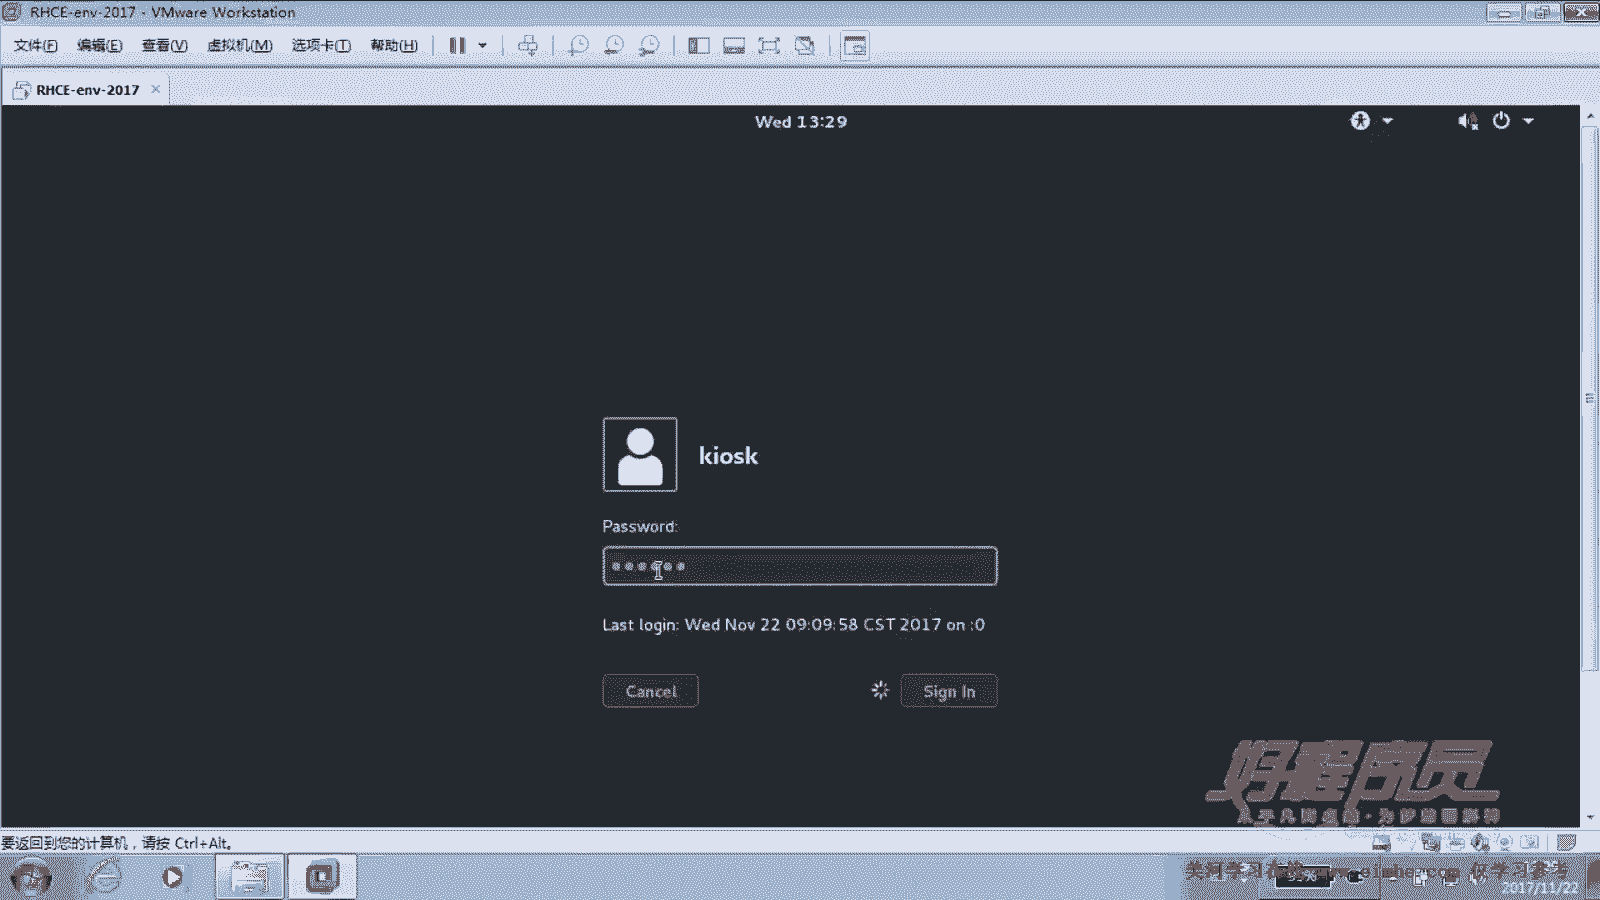 RHCE-env-2017 - VMware Workstation
文件(F) 编辑(E) 查看(V) 虚拟机(M) 选项卡(T) 帮助(H)
RHCE-env-2017
Wed 13:29
kiosk
Password:
Last login: Wed Nov 22 09:09:58 CST 2017 on :0
Cancel Sign In
好程序员
要返回到您的计算机，请按 Ctrl+Alt。
2017/11/22